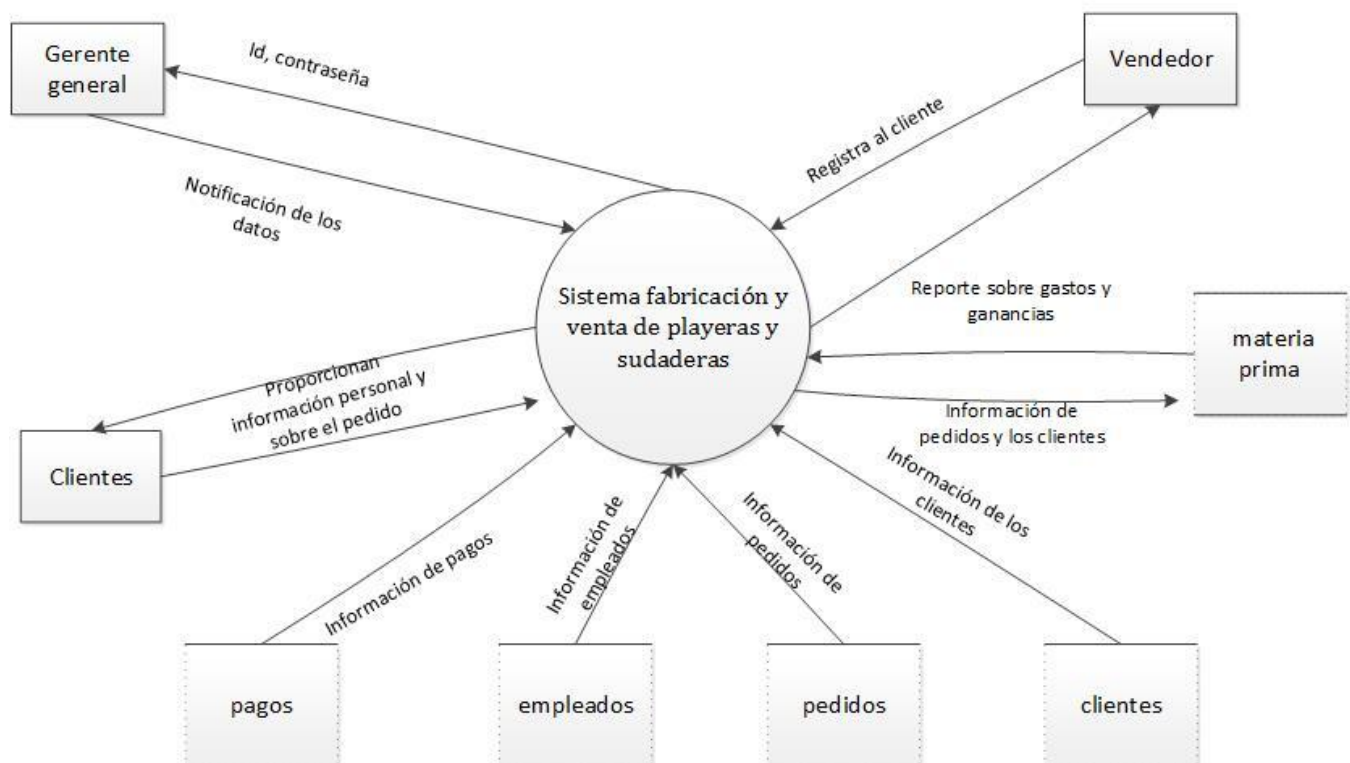 Gerente
general
Id, contraseña
Vendedor
Registra al cliente
Notificación de los
datos
Sistema fabricación y
venta de playeras y
sudaderas
Reporte sobre gastos y
ganancias
materia
prima
Proporcionan
información personal y
sobre el pedido
Información de
pedidos y los clientes
Clientes
Información de pagos
Información de
empleados
Información de
pedidos
Información de los
clientes
pagos
empleados
pedidos
clientes